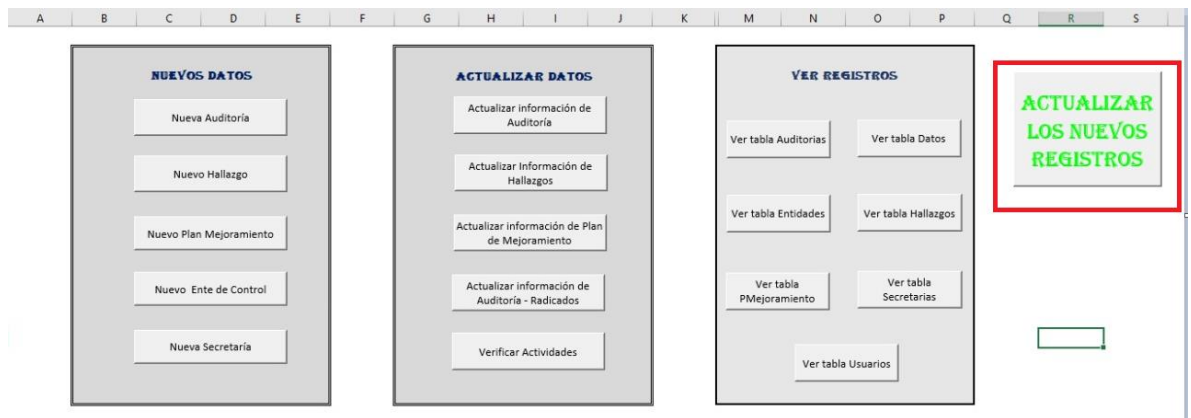 A B C D E F G H I J K M N O P Q R S
NUEVOS DATOS
Nueva Auditoría
Nuevo Hallazgo
Nuevo Plan Mejoramiento
Nuevo Ente de Control
Nueva Secretaría
ACTUALIZAR DATOS
Actualizar información de
Auditoría
Actualizar Información de
Hallazgos
Actualizar información de Plan
de Mejoramiento
Actualizar información de
Auditoría - Radicados
Verificar Actividades
VER REGISTROS
Ver tabla Auditorias
Ver tabla Datos
Ver tabla Entidades
Ver tabla Hallazgos
Ver tabla
PMejoramiento
Ver tabla
Secretarias
Ver tabla Usuarios
ACTUALIZAR
LOS NUEVOS
REGISTROS